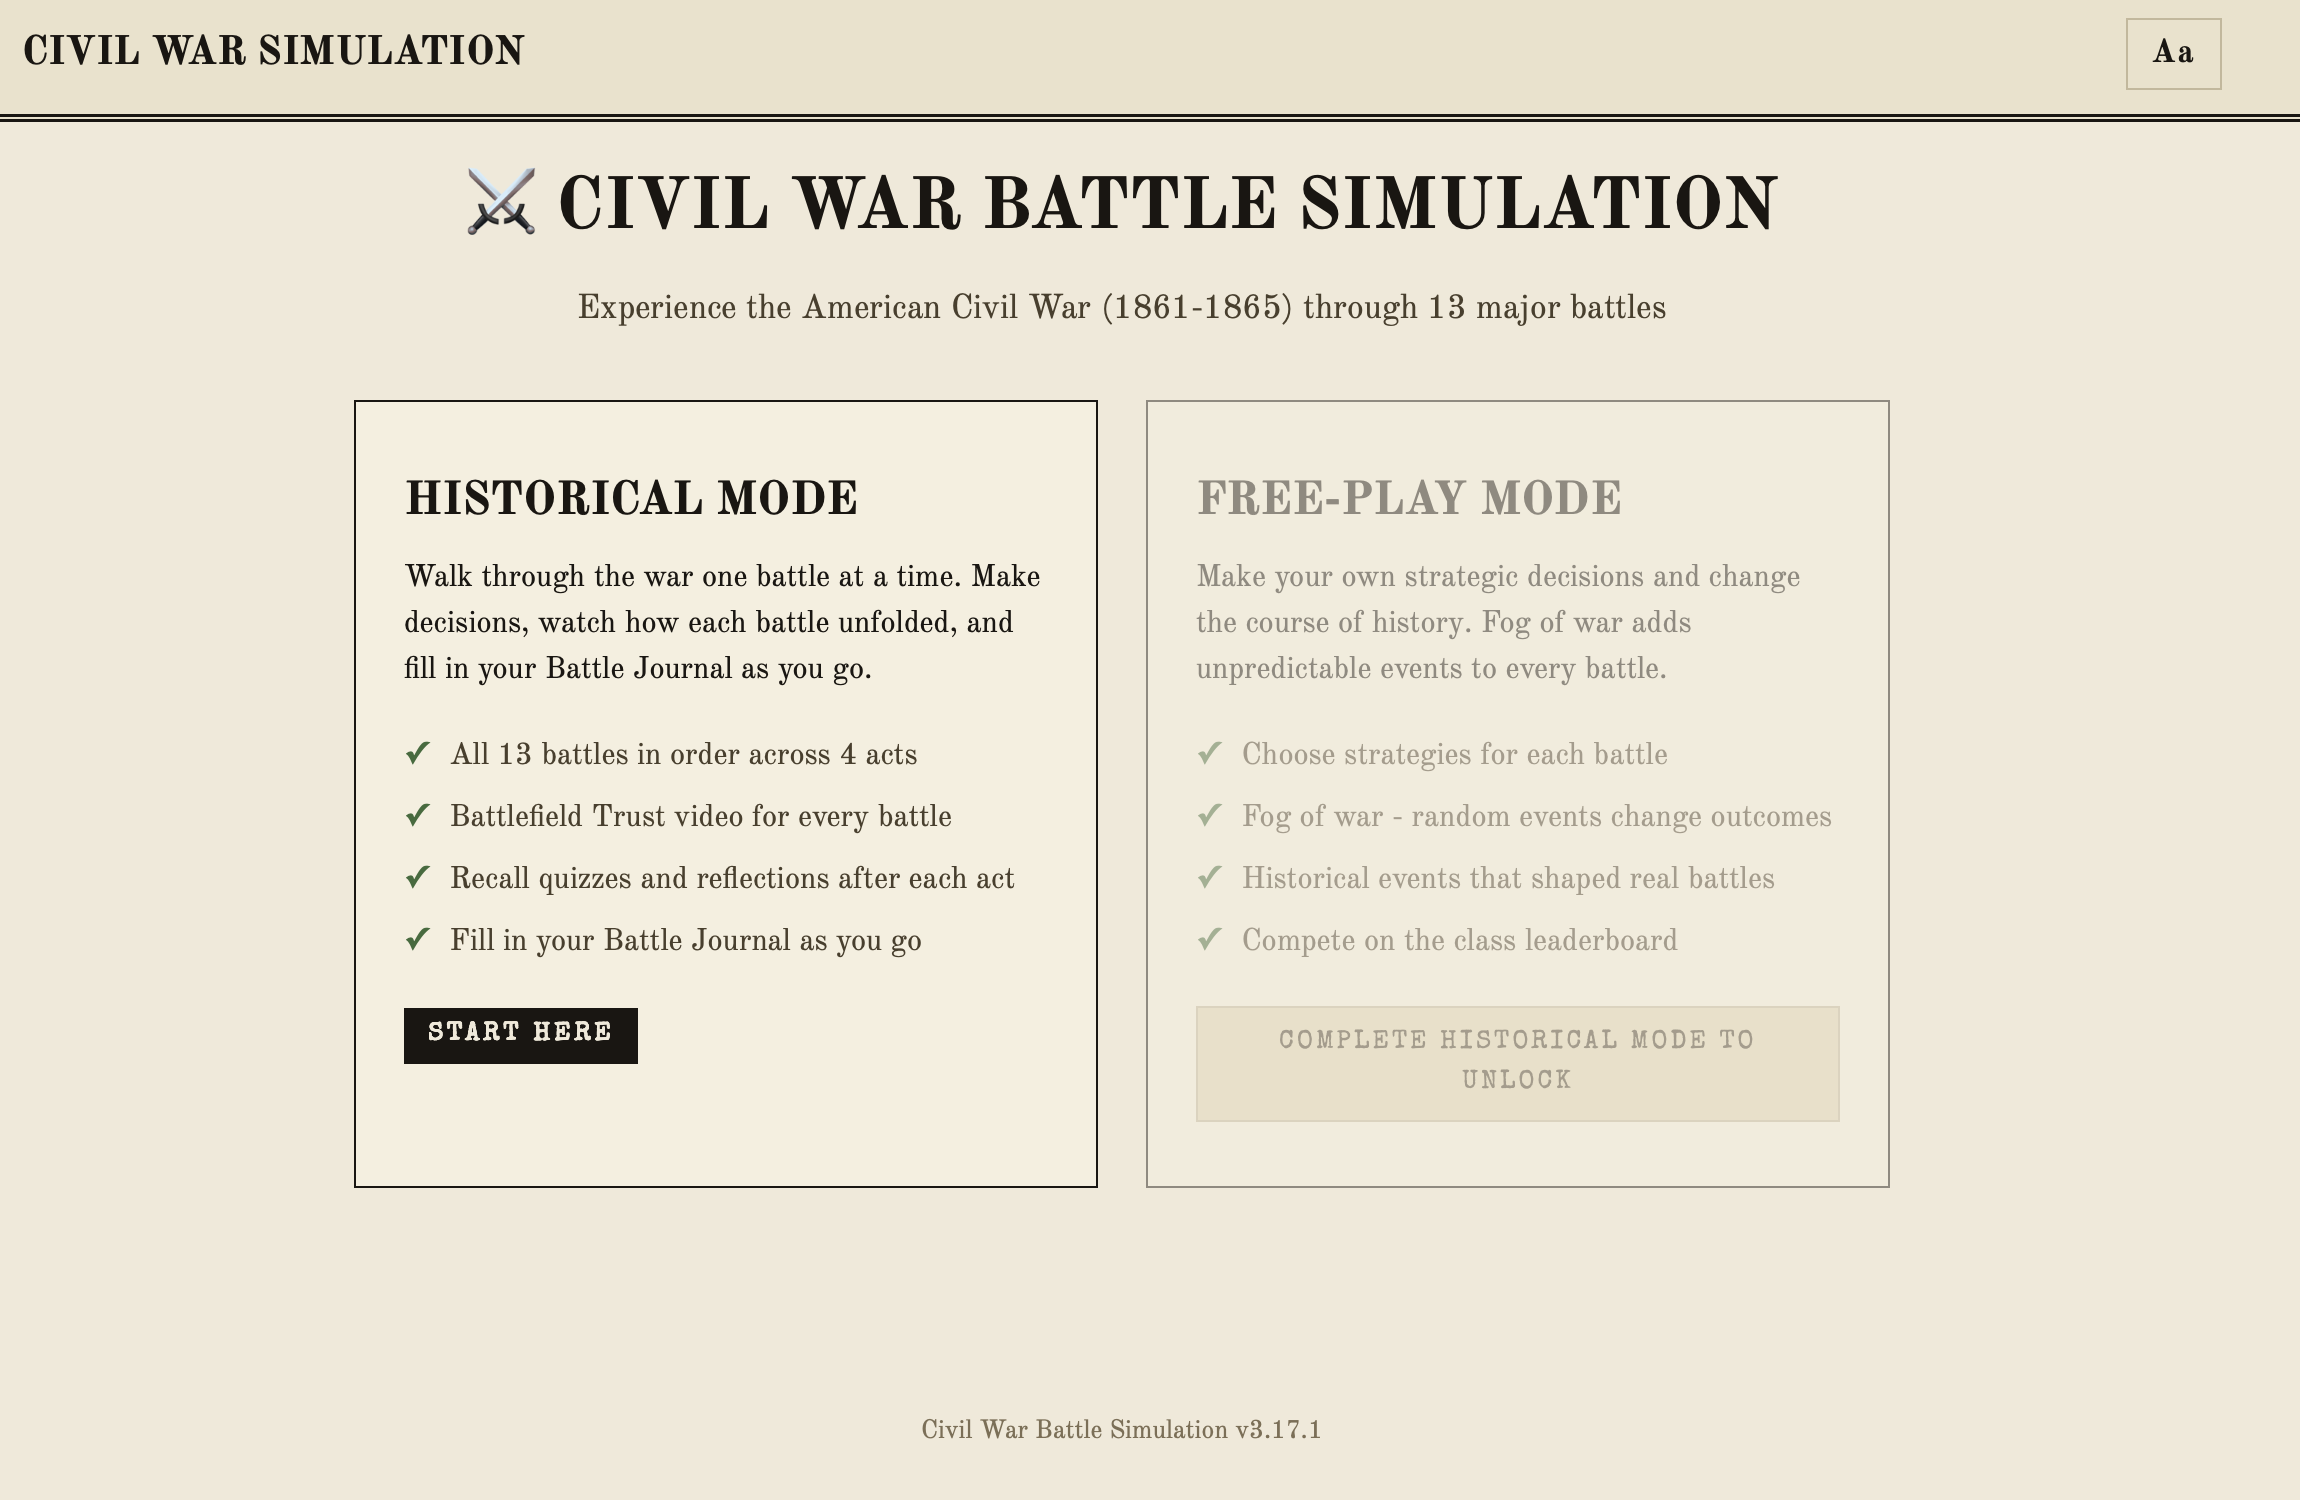 CIVIL WAR SIMULATION
Aa
CIVIL WAR BATTLE SIMULATION
Experience the American Civil War (1861-1865) through 13 major battles
HISTORICAL MODE
Walk through the war one battle at a time. Make
decisions, watch how each battle unfolded, and
fill in your Battle Journal as you go.
✓ All 13 battles in order across 4 acts
✓ Battlefield Trust video for every battle
✓ Recall quizzes and reflections after each act
✓ Fill in your Battle Journal as you go
START HERE
FREE-PLAY MODE
Make your own strategic decisions and change
the course of history. Fog of war adds
unpredictable events to every battle.
✓ Choose strategies for each battle
✓ Fog of war - random events change outcomes
✓ Historical events that shaped real battles
✓ Compete on the class leaderboard
COMPLETE HISTORICAL MODE TO
UNLOCK
Civil War Battle Simulation v3.17.1